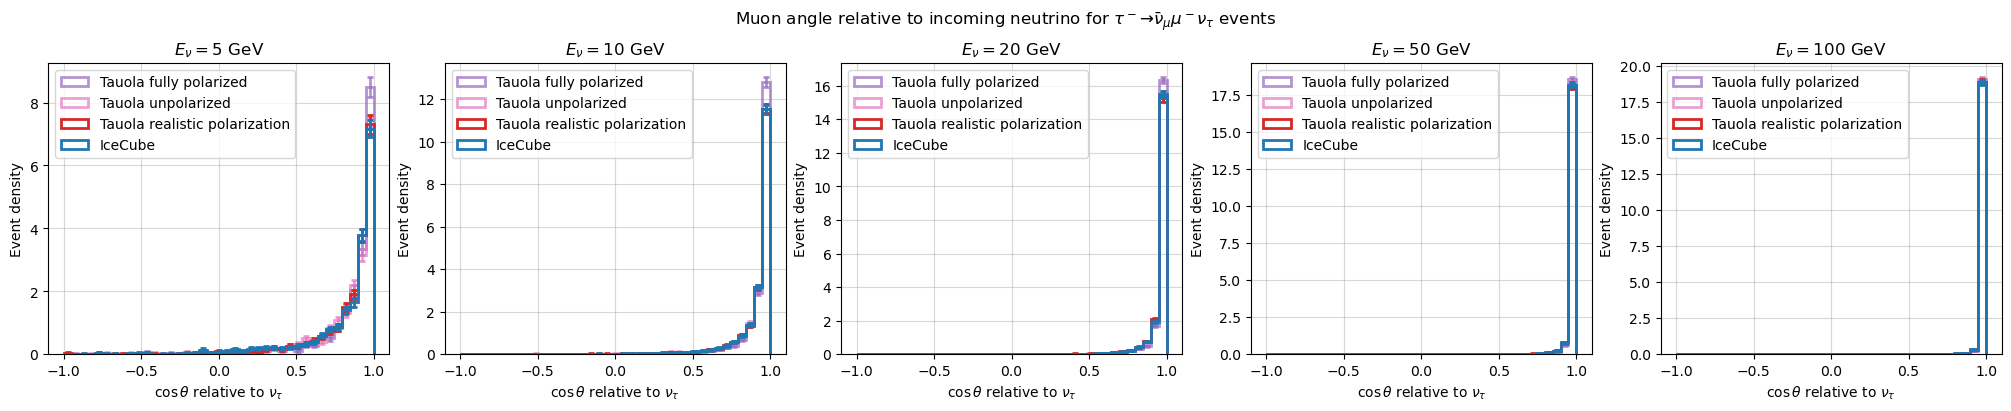 Muon angle relative to incoming neutrino for τ⁻→ν̄_μμ⁻ν_τ events
E_ν = 5 GeV
Tauola fully polarized
Tauola unpolarized
Tauola realistic polarization
IceCube
Event density
8
6
4
2
0
−1.0 −0.5 0.0 0.5 1.0
cos θ relative to ν_τ
E_ν = 10 GeV
Tauola fully polarized
Tauola unpolarized
Tauola realistic polarization
IceCube
Event density
12
10
8
6
4
2
0
−1.0 −0.5 0.0 0.5 1.0
cos θ relative to ν_τ
E_ν = 20 GeV
Tauola fully polarized
Tauola unpolarized
Tauola realistic polarization
IceCube
Event density
16
14
12
10
8
6
4
2
0
−1.0 −0.5 0.0 0.5 1.0
cos θ relative to ν_τ
E_ν = 50 GeV
Tauola fully polarized
Tauola unpolarized
Tauola realistic polarization
IceCube
Event density
17.5
15.0
12.5
10.0
7.5
5.0
2.5
0.0
−1.0 −0.5 0.0 0.5 1.0
cos θ relative to ν_τ
E_ν = 100 GeV
Tauola fully polarized
Tauola unpolarized
Tauola realistic polarization
IceCube
Event density
20.0
17.5
15.0
12.5
10.0
7.5
5.0
2.5
0.0
−1.0 −0.5 0.0 0.5 1.0
cos θ relative to ν_τ